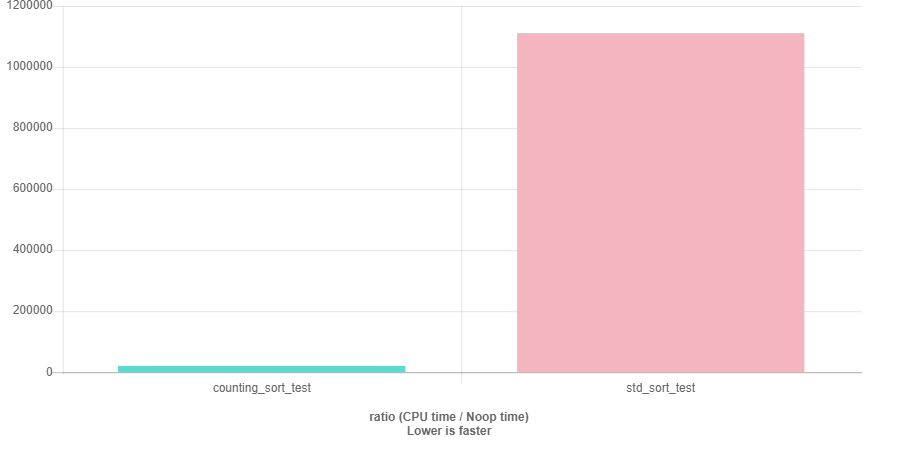 1200000
1000000
800000
600000
400000
200000
0
counting_sort_test std_sort_test
ratio (CPU time / Noop time)
Lower is faster